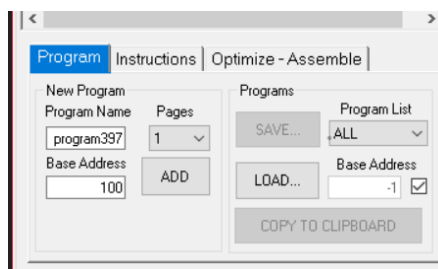 Program Instructions Optimize - Assemble
New Program
Program Name Pages
program397 1
Base Address
100 ADD
Programs
Program List
SAVE... ALL
Base Address
LOAD... -1
COPY TO CLIPBOARD